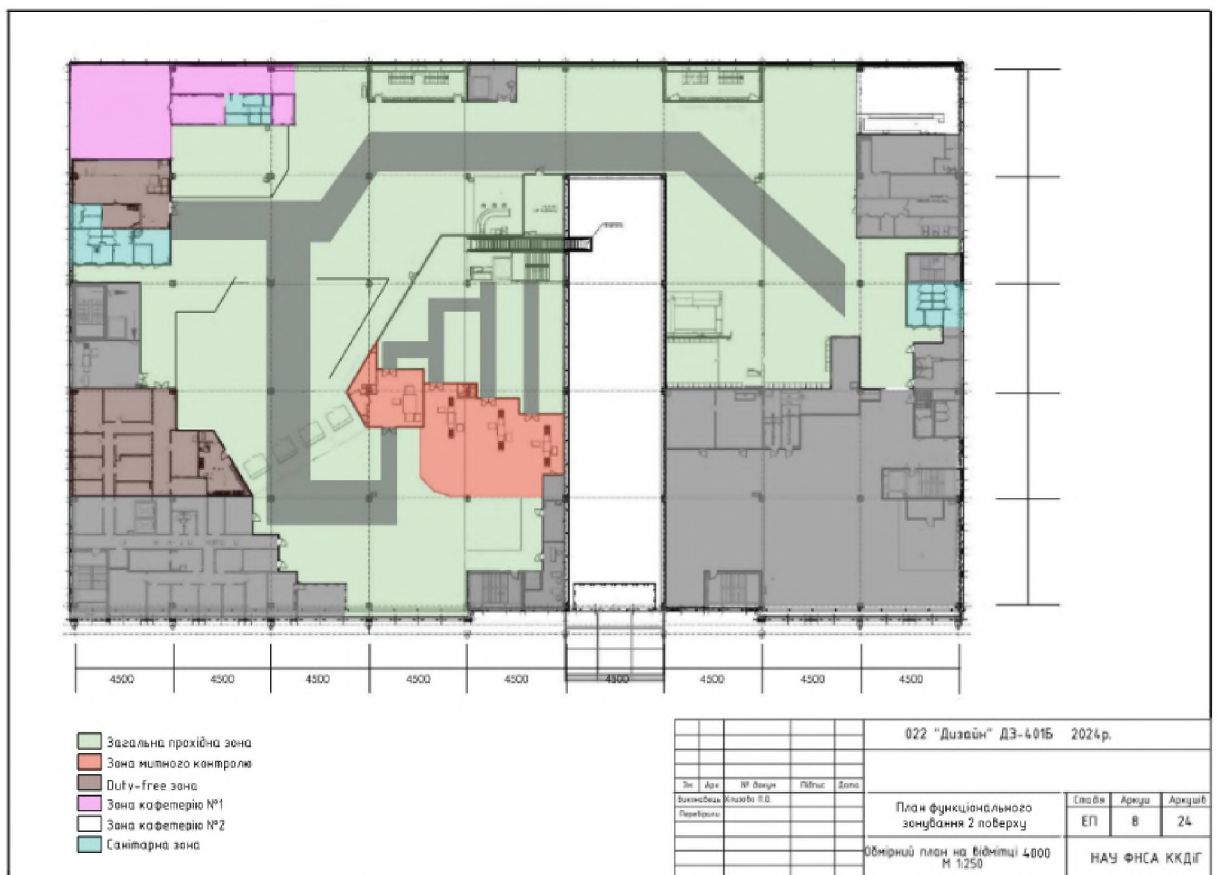 4500 4500 4500 4500 4500 4500 4500 4500 4500
Загальна прохідна зона
Зона митного контролю
Duty-free зона
Зона кафетерію №1
Зона кафетерію №2
Санітарна зона
022 "Дизайн" ДЗ-401Б 2024р.
Зм Арк № докум Підпис Дата
Виконавець
Перевірили
План функціонального
зонування 2 поверху
Стадія Аркуш Аркушів
ЕП 8 24
Обмірний план на відмітці 4800
М 1:250
НАУ ФНСА ККДіГ